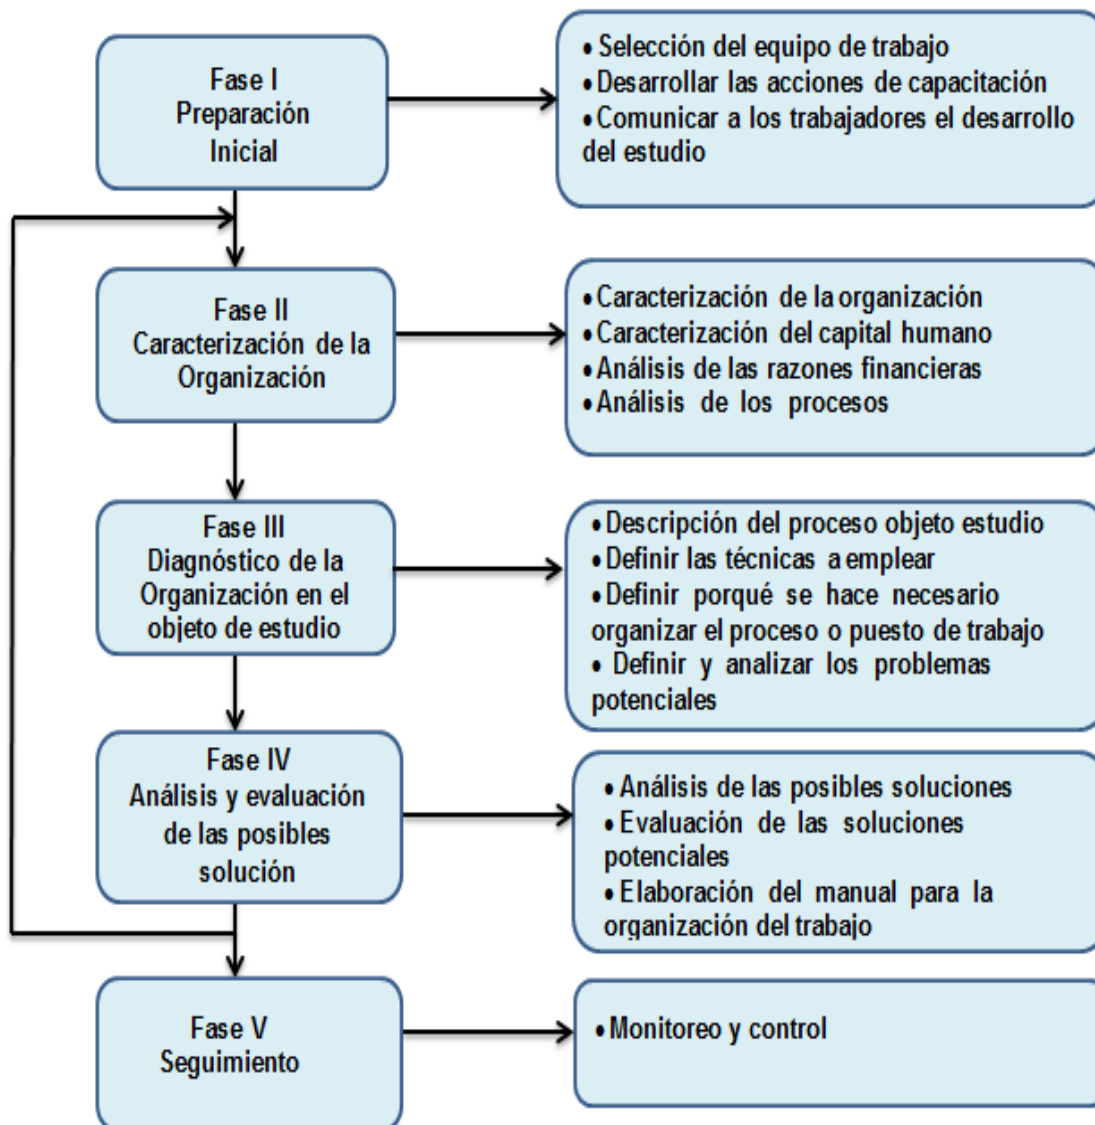 Fase I
Preparación
Inicial
• Selección del equipo de trabajo
• Desarrollar las acciones de capacitación
• Comunicar a los trabajadores el desarrollo
del estudio
Fase II
Caracterización de la
Organización
• Caracterización de la organización
• Caracterización del capital humano
• Análisis de las razones financieras
• Análisis de los procesos
Fase III
Diagnóstico de la
Organización en el
objeto de estudio
• Descripción del proceso objeto estudio
• Definir las técnicas a emplear
• Definir porqué se hace necesario
organizar el proceso o puesto de trabajo
• Definir y analizar los problemas
potenciales
Fase IV
Análisis y evaluación
de las posibles
solución
• Análisis de las posibles soluciones
• Evaluación de las soluciones
potenciales
• Elaboración del manual para la
organización del trabajo
Fase V
Seguimiento
• Monitoreo y control